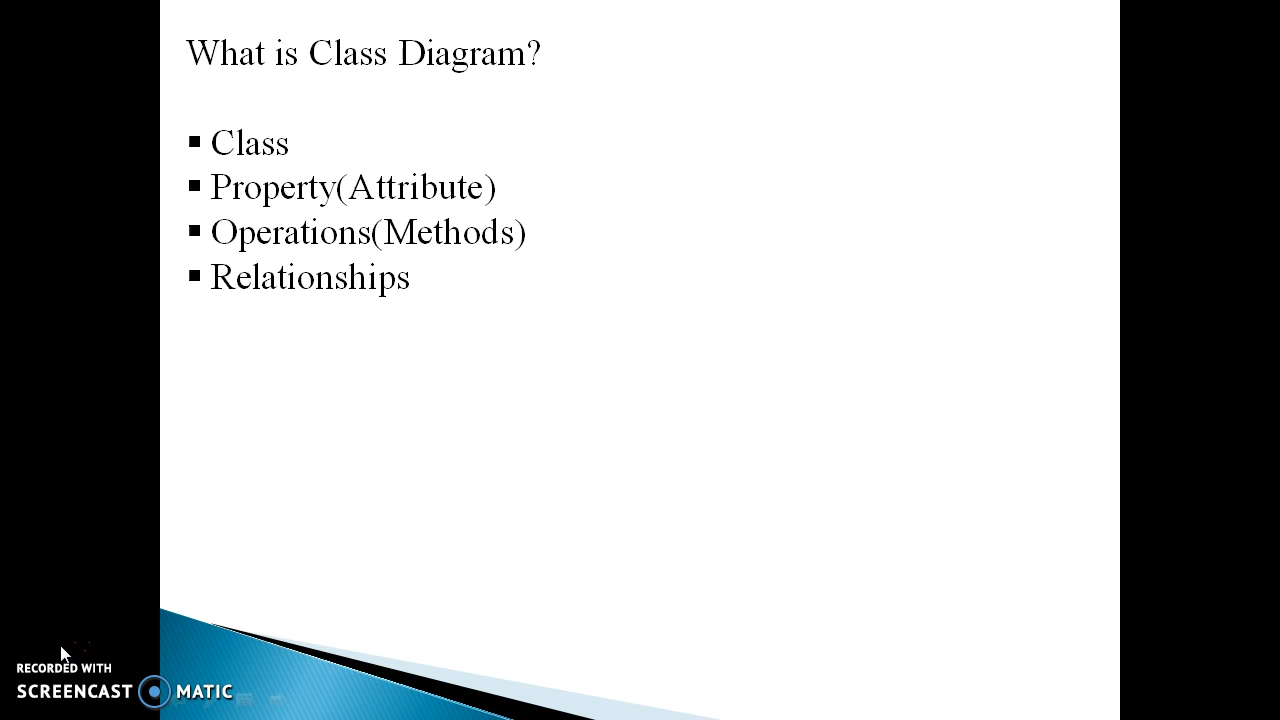 What is Class Diagram?
Class
Property(Attribute)
Operations(Methods)
Relationships
RECORDED WITH
SCREENCAST MATIC